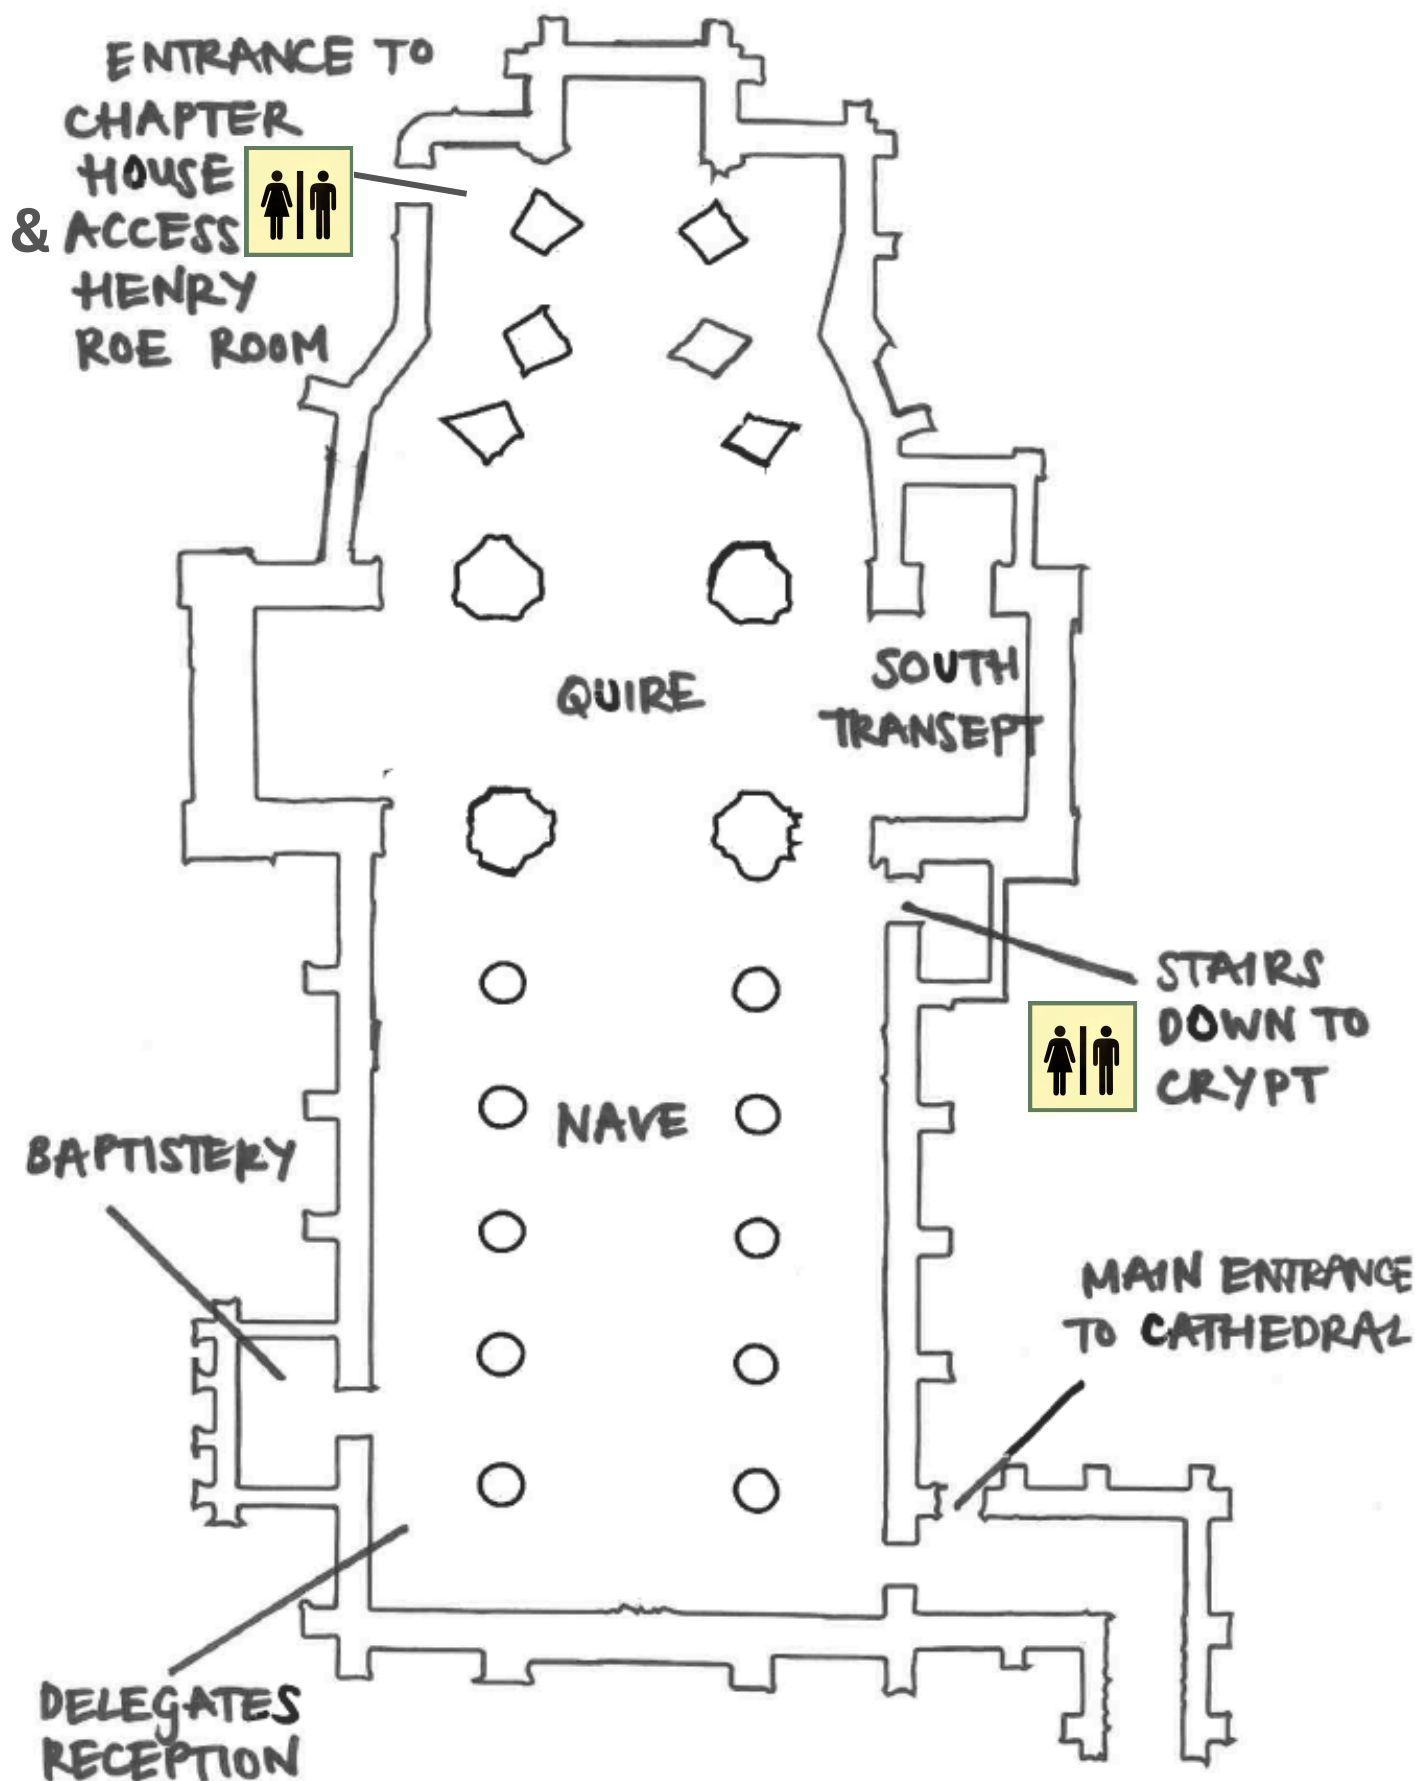 ENTRANCE TO
CHAPTER
HOUSE
& ACCESS
HENRY
ROE ROOM
QUIRE
SOUTH
TRANSEPT
STAIRS
DOWN TO
CRYPT
NAVE
BAPTISTERY
MAIN ENTRANCE
TO CATHEDRAL
DELEGATES
RECEPTION